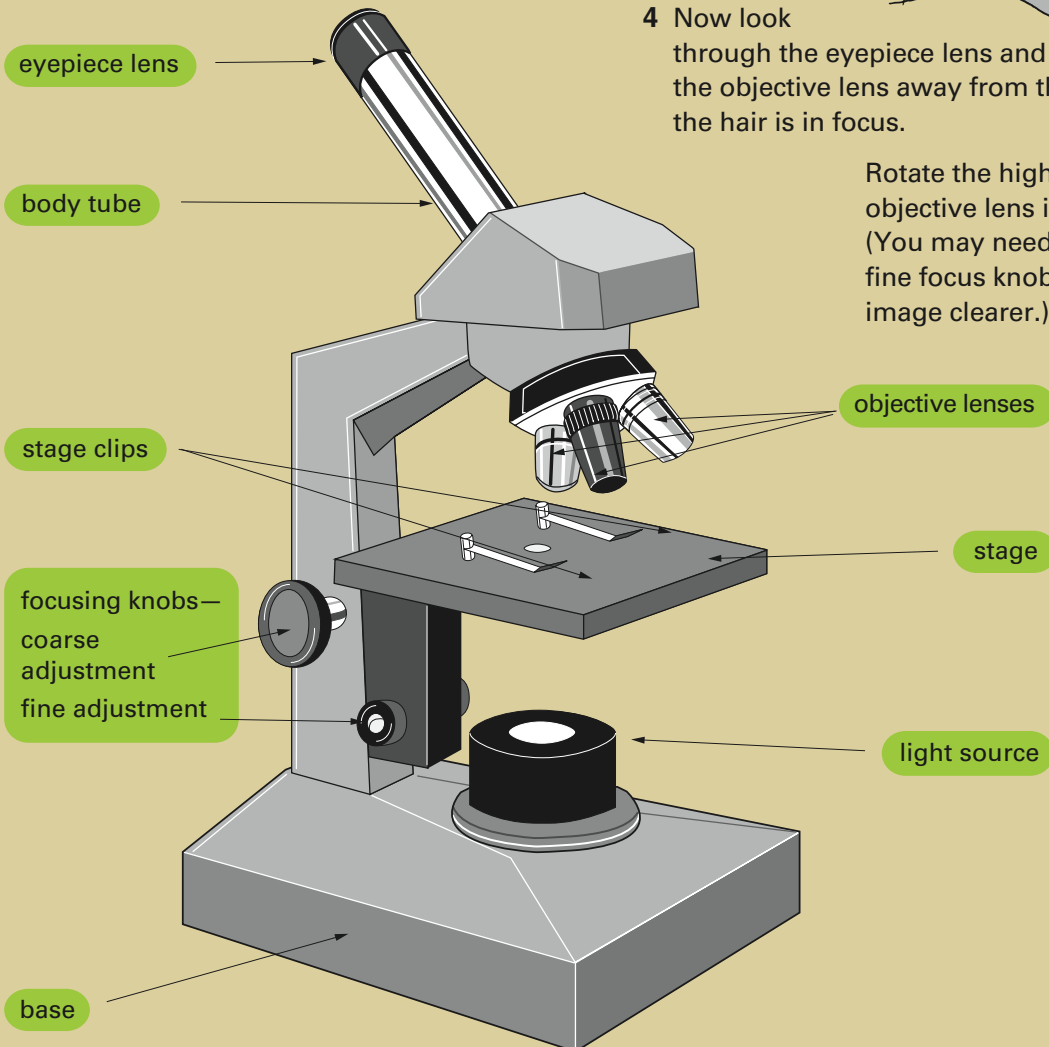 4 Now look
through the eyepiece lens and
the objective lens away from
the hair is in focus.
Rotate the high
objective lens
(You may need
fine focus knob
image clearer.)
eyepiece lens
body tube
stage clips
focusing knobs—
coarse
adjustment
fine adjustment
base
objective lenses
stage
light source